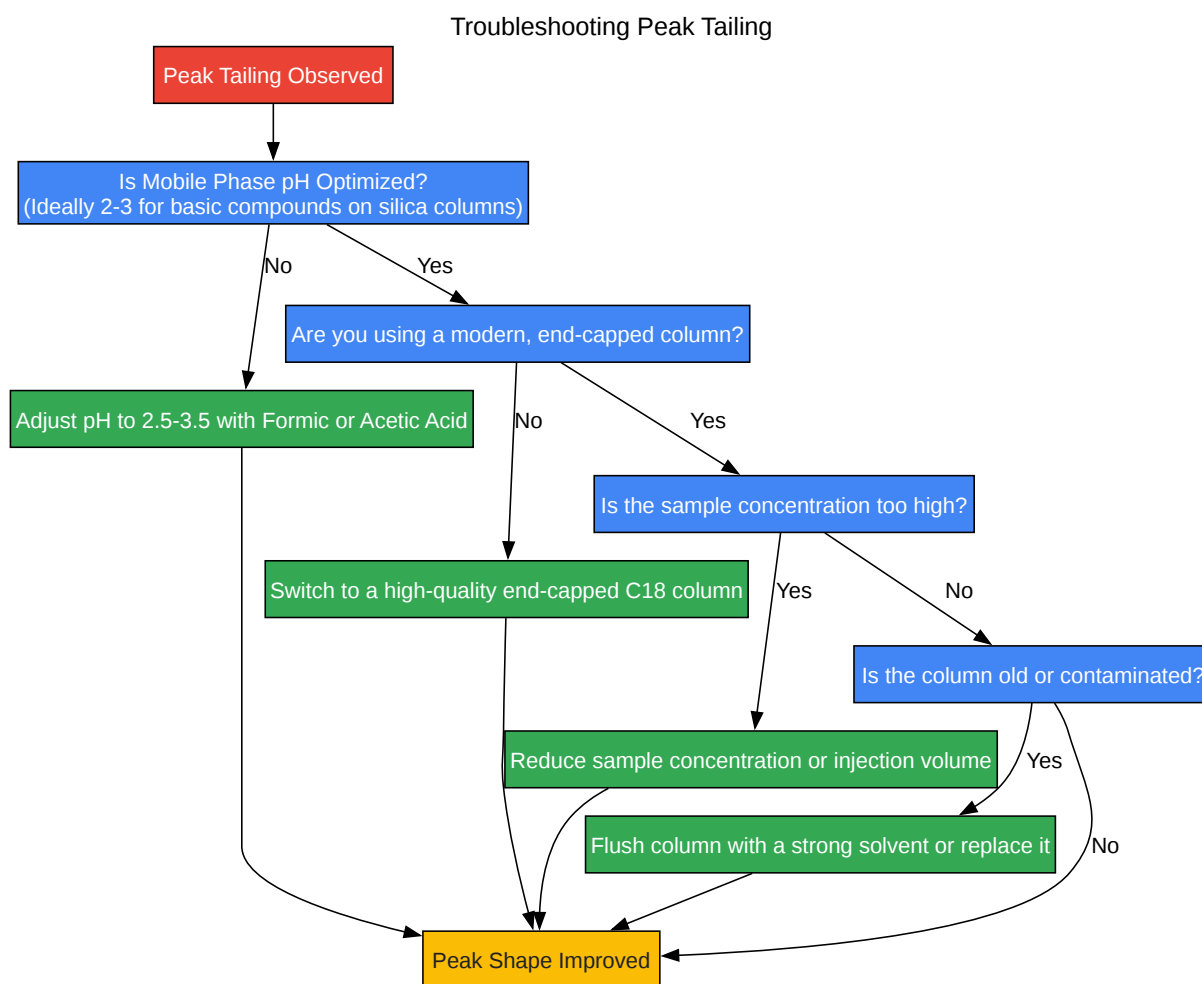 Troubleshooting Peak Tailing
Peak Tailing Observed
Is Mobile Phase pH Optimized?
(Ideally 2-3 for basic compounds on silica columns)
No
Yes
Are you using a modern, end-capped column?
Adjust pH to 2.5-3.5 with Formic or Acetic Acid
No
Yes
Is the sample concentration too high?
Switch to a high-quality end-capped C18 column
Yes
No
Is the column old or contaminated?
Reduce sample concentration or injection volume
Yes
Flush column with a strong solvent or replace it
No
Peak Shape Improved